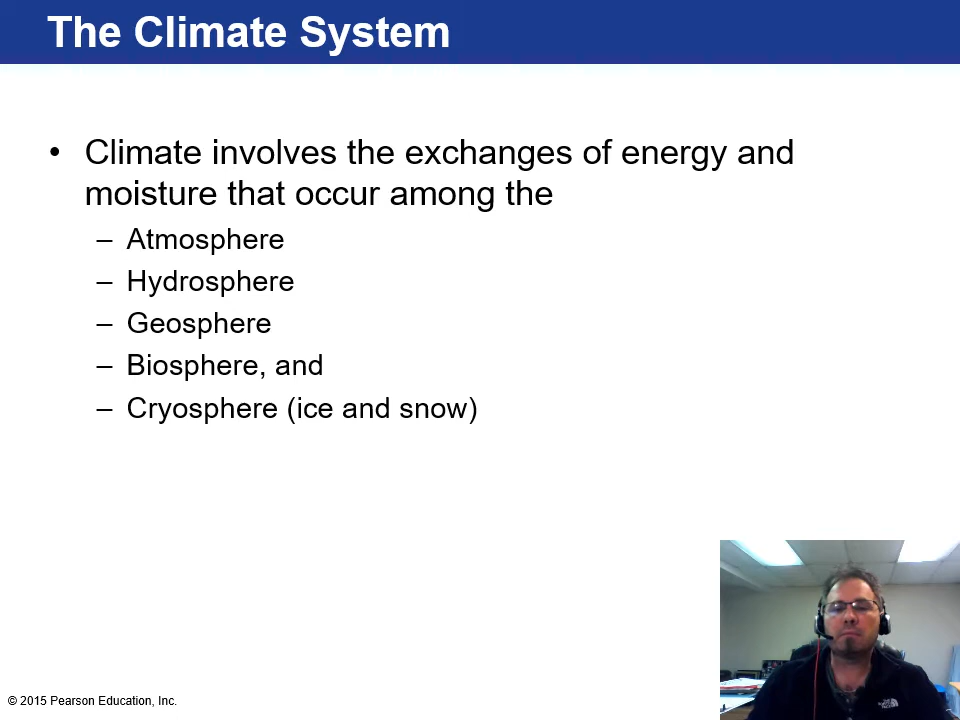 The Climate System
• Climate involves the exchanges of energy and
moisture that occur among the
– Atmosphere
– Hydrosphere
– Geosphere
– Biosphere, and
– Cryosphere (ice and snow)
© 2015 Pearson Education, Inc.